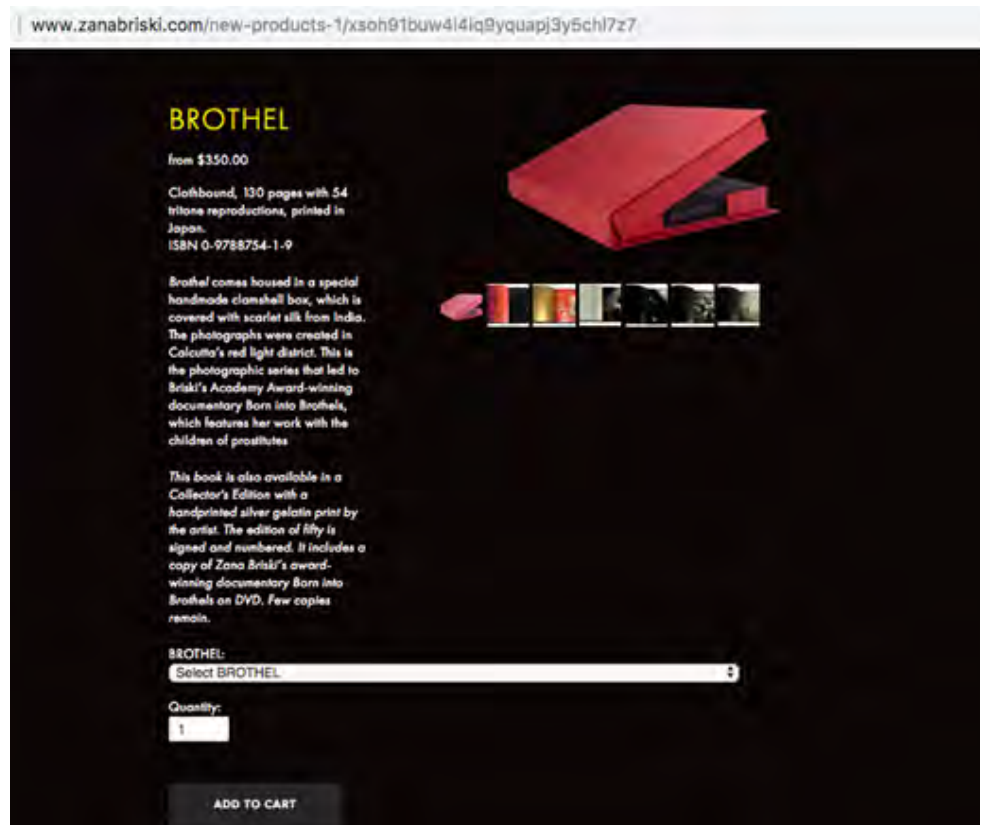 www.zanabriski.com/new-products-1/xsoh91buw4l4iq9yquapj3y5chl7z7
BROTHEL
from $350.00
Clothbound, 130 pages with 54
tritone reproductions, printed in
Japan.
ISBN 0-9788754-1-9
Brothel comes housed in a special
handmade clamshell box, which is
covered with scarlet silk from India.
The photographs were created in
Calcutta's red light district. This is
the photographic series that led to
Briski's Academy Award-winning
documentary Born into Brothels,
which features her work with the
children of prostitutes
This book is also available in a
Collector's Edition with a
handprinted silver gelatin print by
the artist. The edition of fifty is
signed and numbered. It includes a
copy of Zana Briski's award-
winning documentary Born into
Brothels on DVD. Few copies
remain.
BROTHEL:
Select BROTHEL
Quantity:
1
ADD TO CART